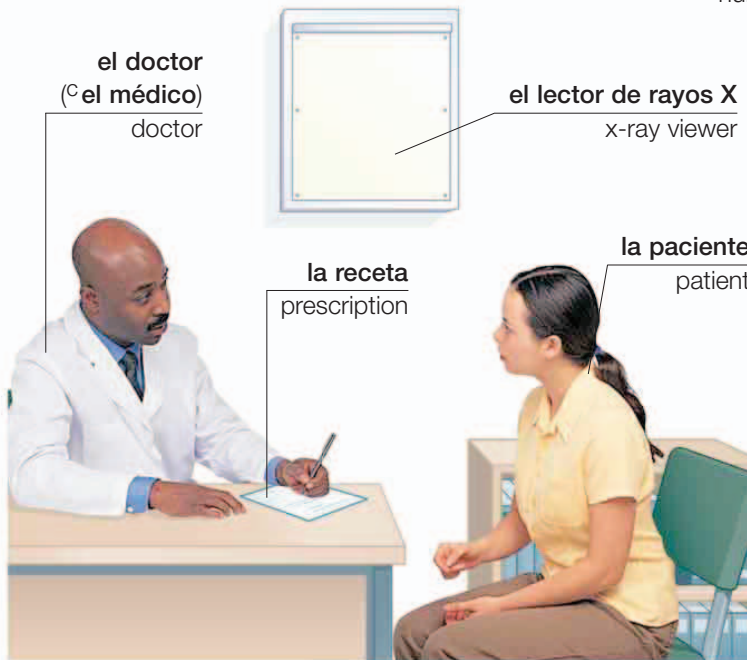 el doctor
(C el médico)
doctor
el lector de rayos X
x-ray viewer
la receta
prescription
la paciente
patient